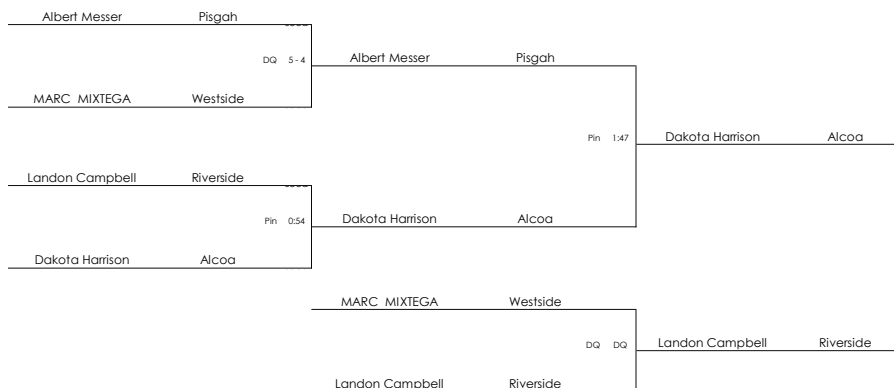 Albert Messer Pisgah
DQ 5 - 4 Albert Messer Pisgah
MARC MIXTEGA Westside
Pin 1:47 Dakota Harrison Alcoa
Landon Campbell Riverside
Pin 0:54 Dakota Harrison Alcoa
Dakota Harrison Alcoa
MARC MIXTEGA Westside
DQ DQ Landon Campbell Riverside
Landon Campbell Riverside